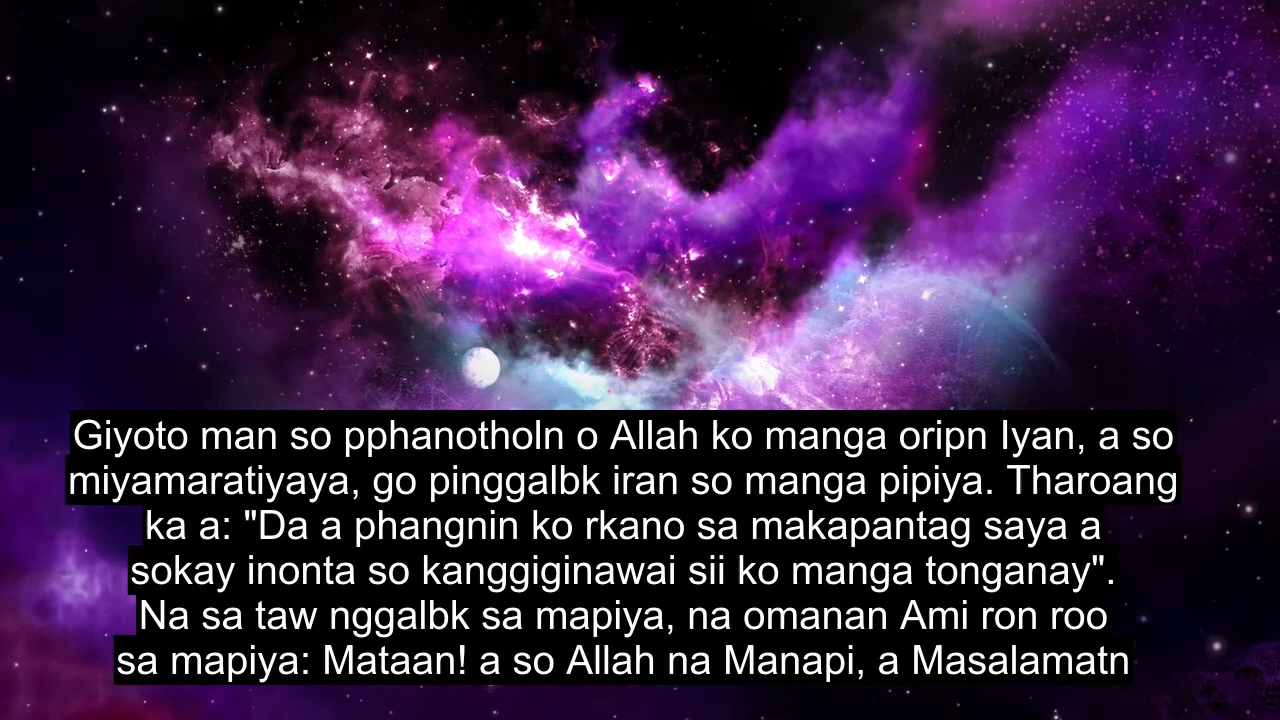 Giyoto man so pphanotholn o Allah ko manga oripn Iyan, a so
miyamaratiyaya, go pinggalbk iran so manga pipiya. Tharoang
ka a: "Da a phangnin ko rkano sa makapantag saya a
sokay inonta so kanggiginawai sii ko manga tonganay".
Na sa taw nggalbk sa mapiya, na omanan Ami ron roo
sa mapiya: Mataan! a so Allah na Manapi, a Masalamatn